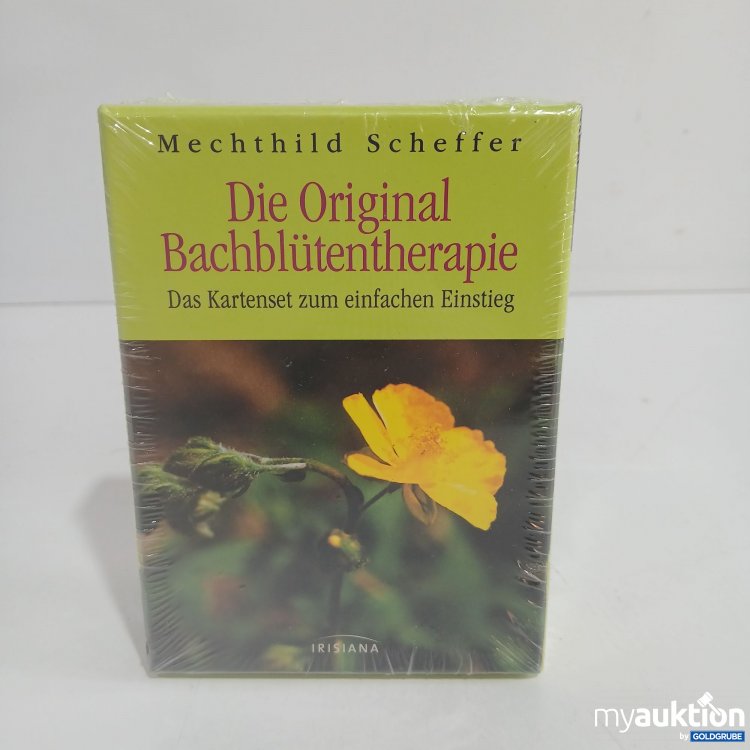 Mechthild Scheffer
Die Original
Bachblütentherapie
Das Kartenset zum einfachen Einstieg
IRISIANA
myauktion
by GOLDGRUBE